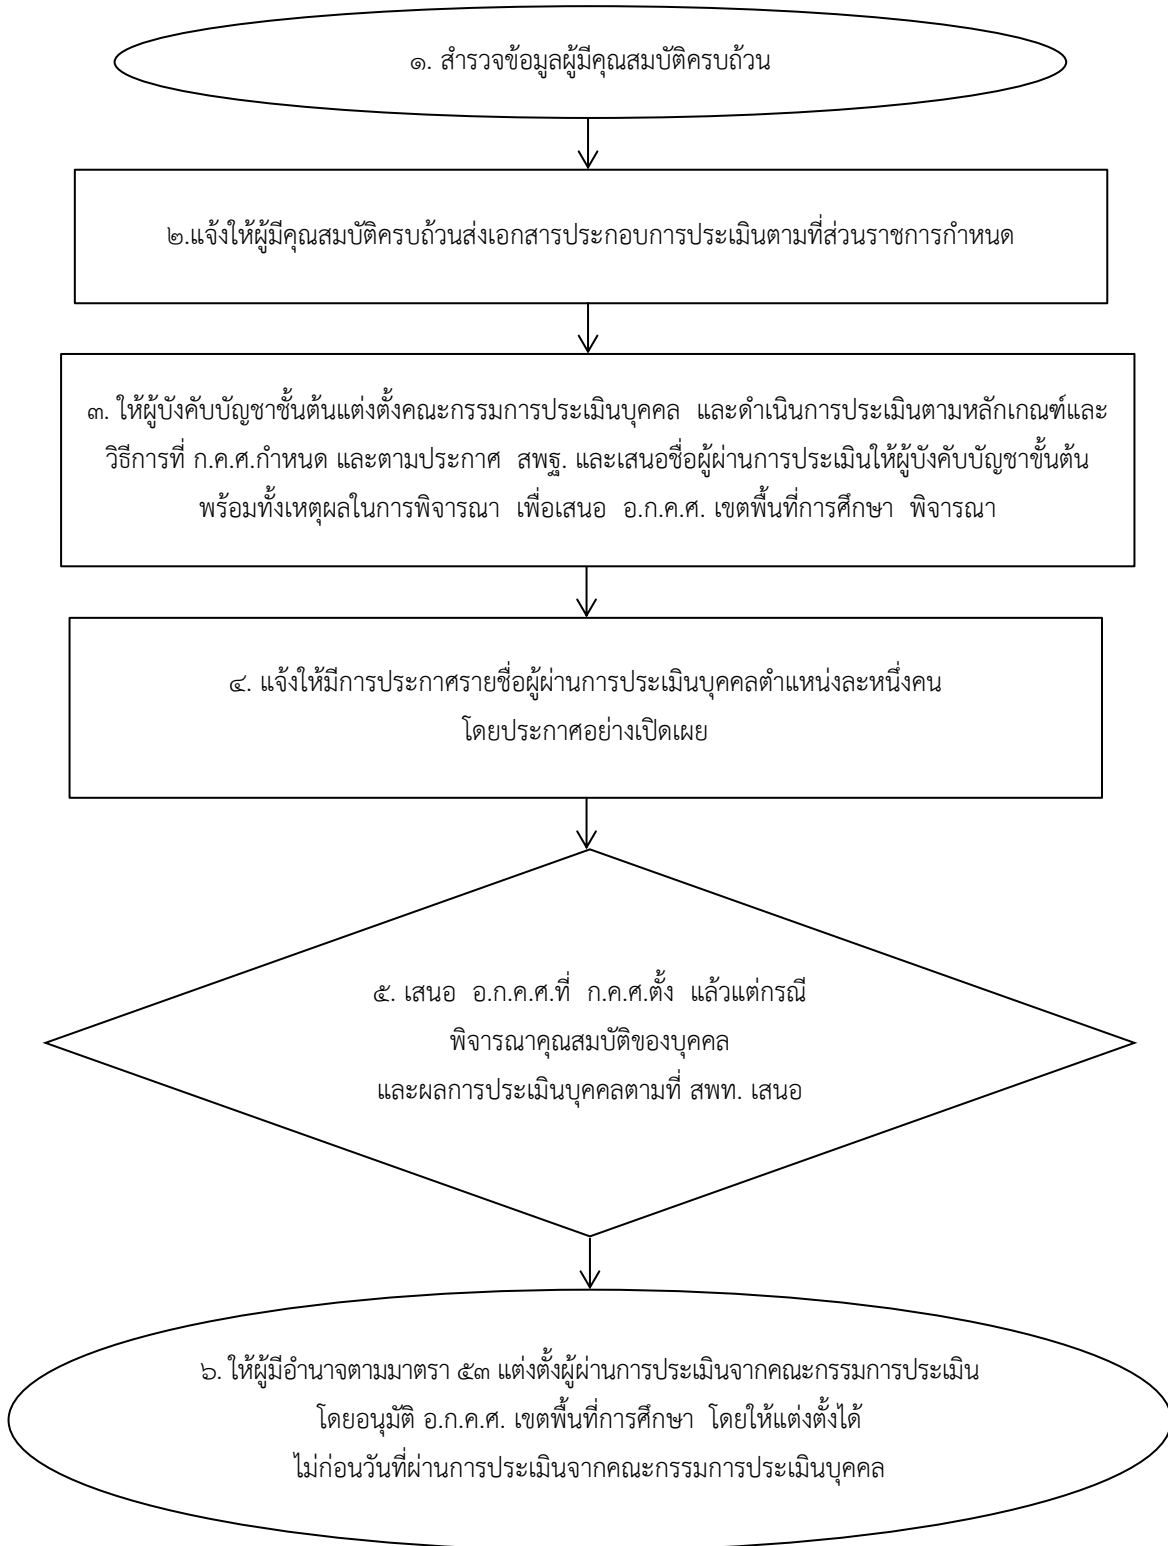 ๑. สำรวจข้อมูลผู้มีคุณสมบัติครบถ้วน
๒.แจ้งให้ผู้มีคุณสมบัติครบถ้วนส่งเอกสารประกอบการประเมินตามที่ส่วนราชการกำหนด
๓. ให้ผู้บังคับบัญชาชั้นต้นแต่งตั้งคณะกรรมการประเมินบุคคล และดำเนินการประเมินตามหลักเกณฑ์และ
วิธีการที่ ก.ค.ศ.กำหนด และตามประกาศ สพฐ. และเสนอชื่อผู้ผ่านการประเมินให้ผู้บังคับบัญชาขั้นต้น
พร้อมทั้งเหตุผลในการพิจารณา เพื่อเสนอ อ.ก.ค.ศ. เขตพื้นที่การศึกษา พิจารณา
๔. แจ้งให้มีการประกาศรายชื่อผู้ผ่านการประเมินบุคคลตำแหน่งละหนึ่งคน
โดยประกาศอย่างเปิดเผย
๕. เสนอ อ.ก.ค.ศ.ที่ ก.ค.ศ.ตั้ง แล้วแต่กรณี
พิจารณาคุณสมบัติของบุคคล
และผลการประเมินบุคคลตามที่ สพท. เสนอ
๖. ให้ผู้มีอำนาจตามมาตรา ๕๓ แต่งตั้งผู้ผ่านการประเมินจากคณะกรรมการประเมิน
โดยอนุมัติ อ.ก.ค.ศ. เขตพื้นที่การศึกษา โดยให้แต่งตั้งได้
ไม่ก่อนวันที่ผ่านการประเมินจากคณะกรรมการประเมินบุคคล